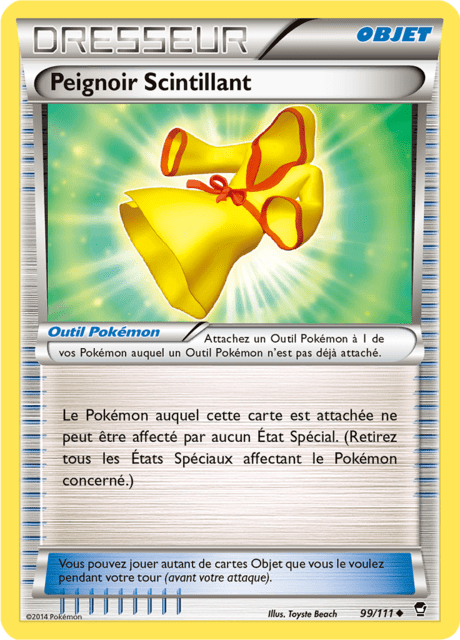 DRESSEUR
OBJET
Peignoir Scintillant
Outil Pokémon
Attachez un Outil Pokémon à 1 de
vos Pokémon auquel un Outil Pokémon n'est pas déjà attaché.
Le Pokémon auquel cette carte est attachée ne
peut être affecté par aucun État Spécial. (Retirez
tous les États Spéciaux affectant le Pokémon
concerné.)
Vous pouvez jouer autant de cartes Objet que vous le voulez
pendant votre tour (avant votre attaque).
©2014 Pokémon
Illus. Toyste Beach
99/111